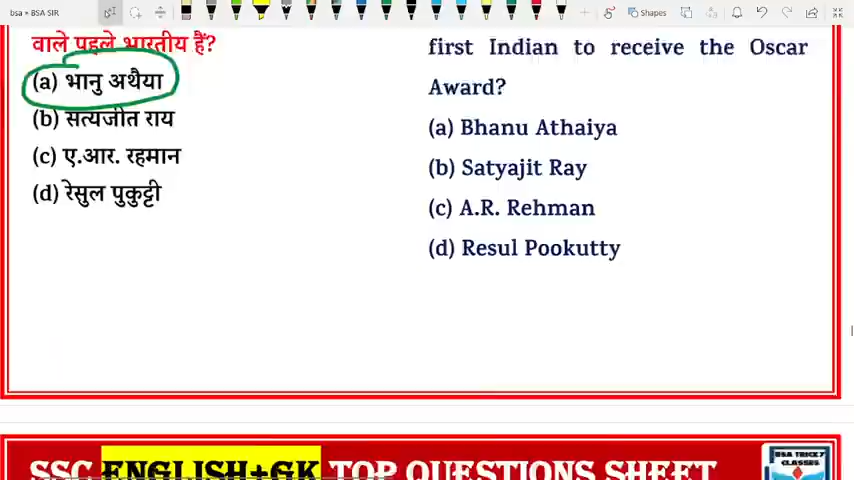 bsa » BSA SIR
Shapes
वाले पहले भारतीय हैं?
(a) भानु अथैया
(b) सत्यजीत राय
(c) ए.आर. रहमान
(d) रेसुल पुकुट्टी
first Indian to receive the Oscar
Award?
(a) Bhanu Athaiya
(b) Satyajit Ray
(c) A.R. Rehman
(d) Resul Pookutty
SSC ENGLISH+GK TOP QUESTIONS SHEET
BSA TRICKY
CLASSES